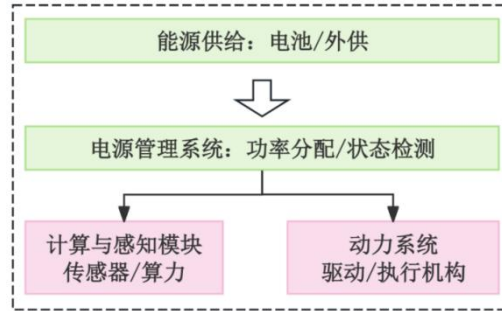 能源供给：电池/外供
电源管理系统：功率分配/状态检测
计算与感知模块
传感器/算力
动力系统
驱动/执行机构